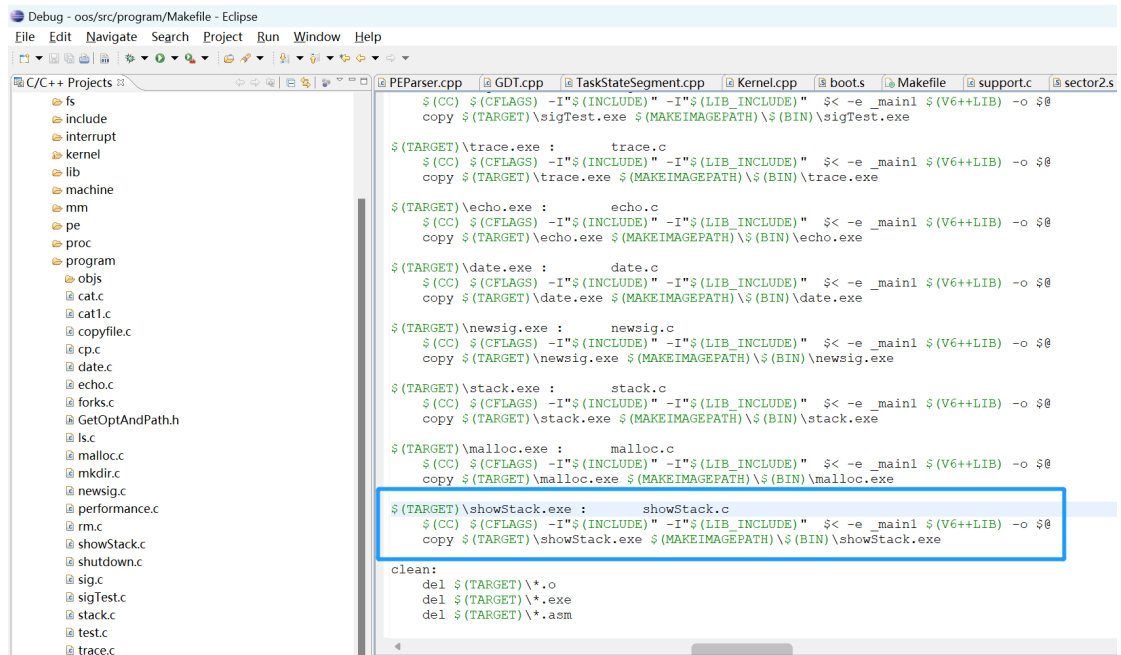 Debug - oos/src/program/Makefile - Eclipse
File Edit Navigate Search Project Run Window Help
C/C++ Projects
PEParser.cpp GDT.cpp TaskStateSegment.cpp Kernel.cpp boot.s Makefile support.c sector2.s
fs
include
interrupt
kernel
lib
machine
mm
pe
proc
program
objs
cat.c
cat1.c
copyfile.c
cp.c
date.c
echo.c
forks.c
GetOptAndPath.h
ls.c
malloc.c
mkdir.c
newsig.c
performance.c
rm.c
showStack.c
shutdown.c
sig.c
sigTest.c
stack.c
test.c
trace.c
$(CC) $(CFLAGS) -I"$(INCLUDE)" -I"$(LIB_INCLUDE)" $< -e _main1 $(V6++LIB) -o $@
copy $(TARGET)\sigTest.exe $(MAKEIMAGEPATH)\$(BIN)\sigTest.exe
$(TARGET)\trace.exe : trace.c
$(CC) $(CFLAGS) -I"$(INCLUDE)" -I"$(LIB_INCLUDE)" $< -e _main1 $(V6++LIB) -o $@
copy $(TARGET)\trace.exe $(MAKEIMAGEPATH)\$(BIN)\trace.exe
$(TARGET)\echo.exe : echo.c
$(CC) $(CFLAGS) -I"$(INCLUDE)" -I"$(LIB_INCLUDE)" $< -e _main1 $(V6++LIB) -o $@
copy $(TARGET)\echo.exe $(MAKEIMAGEPATH)\$(BIN)\echo.exe
$(TARGET)\date.exe : date.c
$(CC) $(CFLAGS) -I"$(INCLUDE)" -I"$(LIB_INCLUDE)" $< -e _main1 $(V6++LIB) -o $@
copy $(TARGET)\date.exe $(MAKEIMAGEPATH)\$(BIN)\date.exe
$(TARGET)\newsig.exe : newsig.c
$(CC) $(CFLAGS) -I"$(INCLUDE)" -I"$(LIB_INCLUDE)" $< -e _main1 $(V6++LIB) -o $@
copy $(TARGET)\newsig.exe $(MAKEIMAGEPATH)\$(BIN)\newsig.exe
$(TARGET)\stack.exe : stack.c
$(CC) $(CFLAGS) -I"$(INCLUDE)" -I"$(LIB_INCLUDE)" $< -e _main1 $(V6++LIB) -o $@
copy $(TARGET)\stack.exe $(MAKEIMAGEPATH)\$(BIN)\stack.exe
$(TARGET)\malloc.exe : malloc.c
$(CC) $(CFLAGS) -I"$(INCLUDE)" -I"$(LIB_INCLUDE)" $< -e _main1 $(V6++LIB) -o $@
copy $(TARGET)\malloc.exe $(MAKEIMAGEPATH)\$(BIN)\malloc.exe
$(TARGET)\showStack.exe : showStack.c
$(CC) $(CFLAGS) -I"$(INCLUDE)" -I"$(LIB_INCLUDE)" $< -e _main1 $(V6++LIB) -o $@
copy $(TARGET)\showStack.exe $(MAKEIMAGEPATH)\$(BIN)\showStack.exe
clean:
del $(TARGET)\*.o
del $(TARGET)\*.exe
del $(TARGET)\*.asm